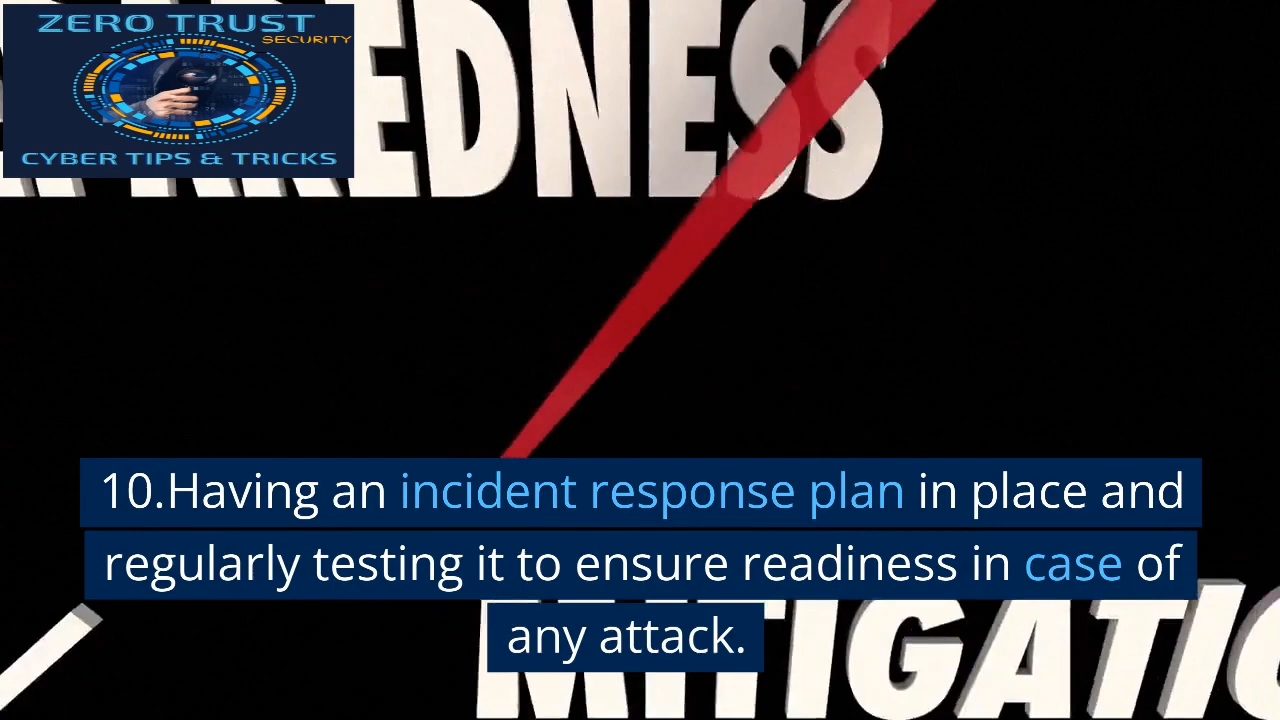 ZERO TRUST
SECURITY
CYBER TIPS & TRICKS
10.Having an incident response plan in place and
regularly testing it to ensure readiness in case of
any attack.